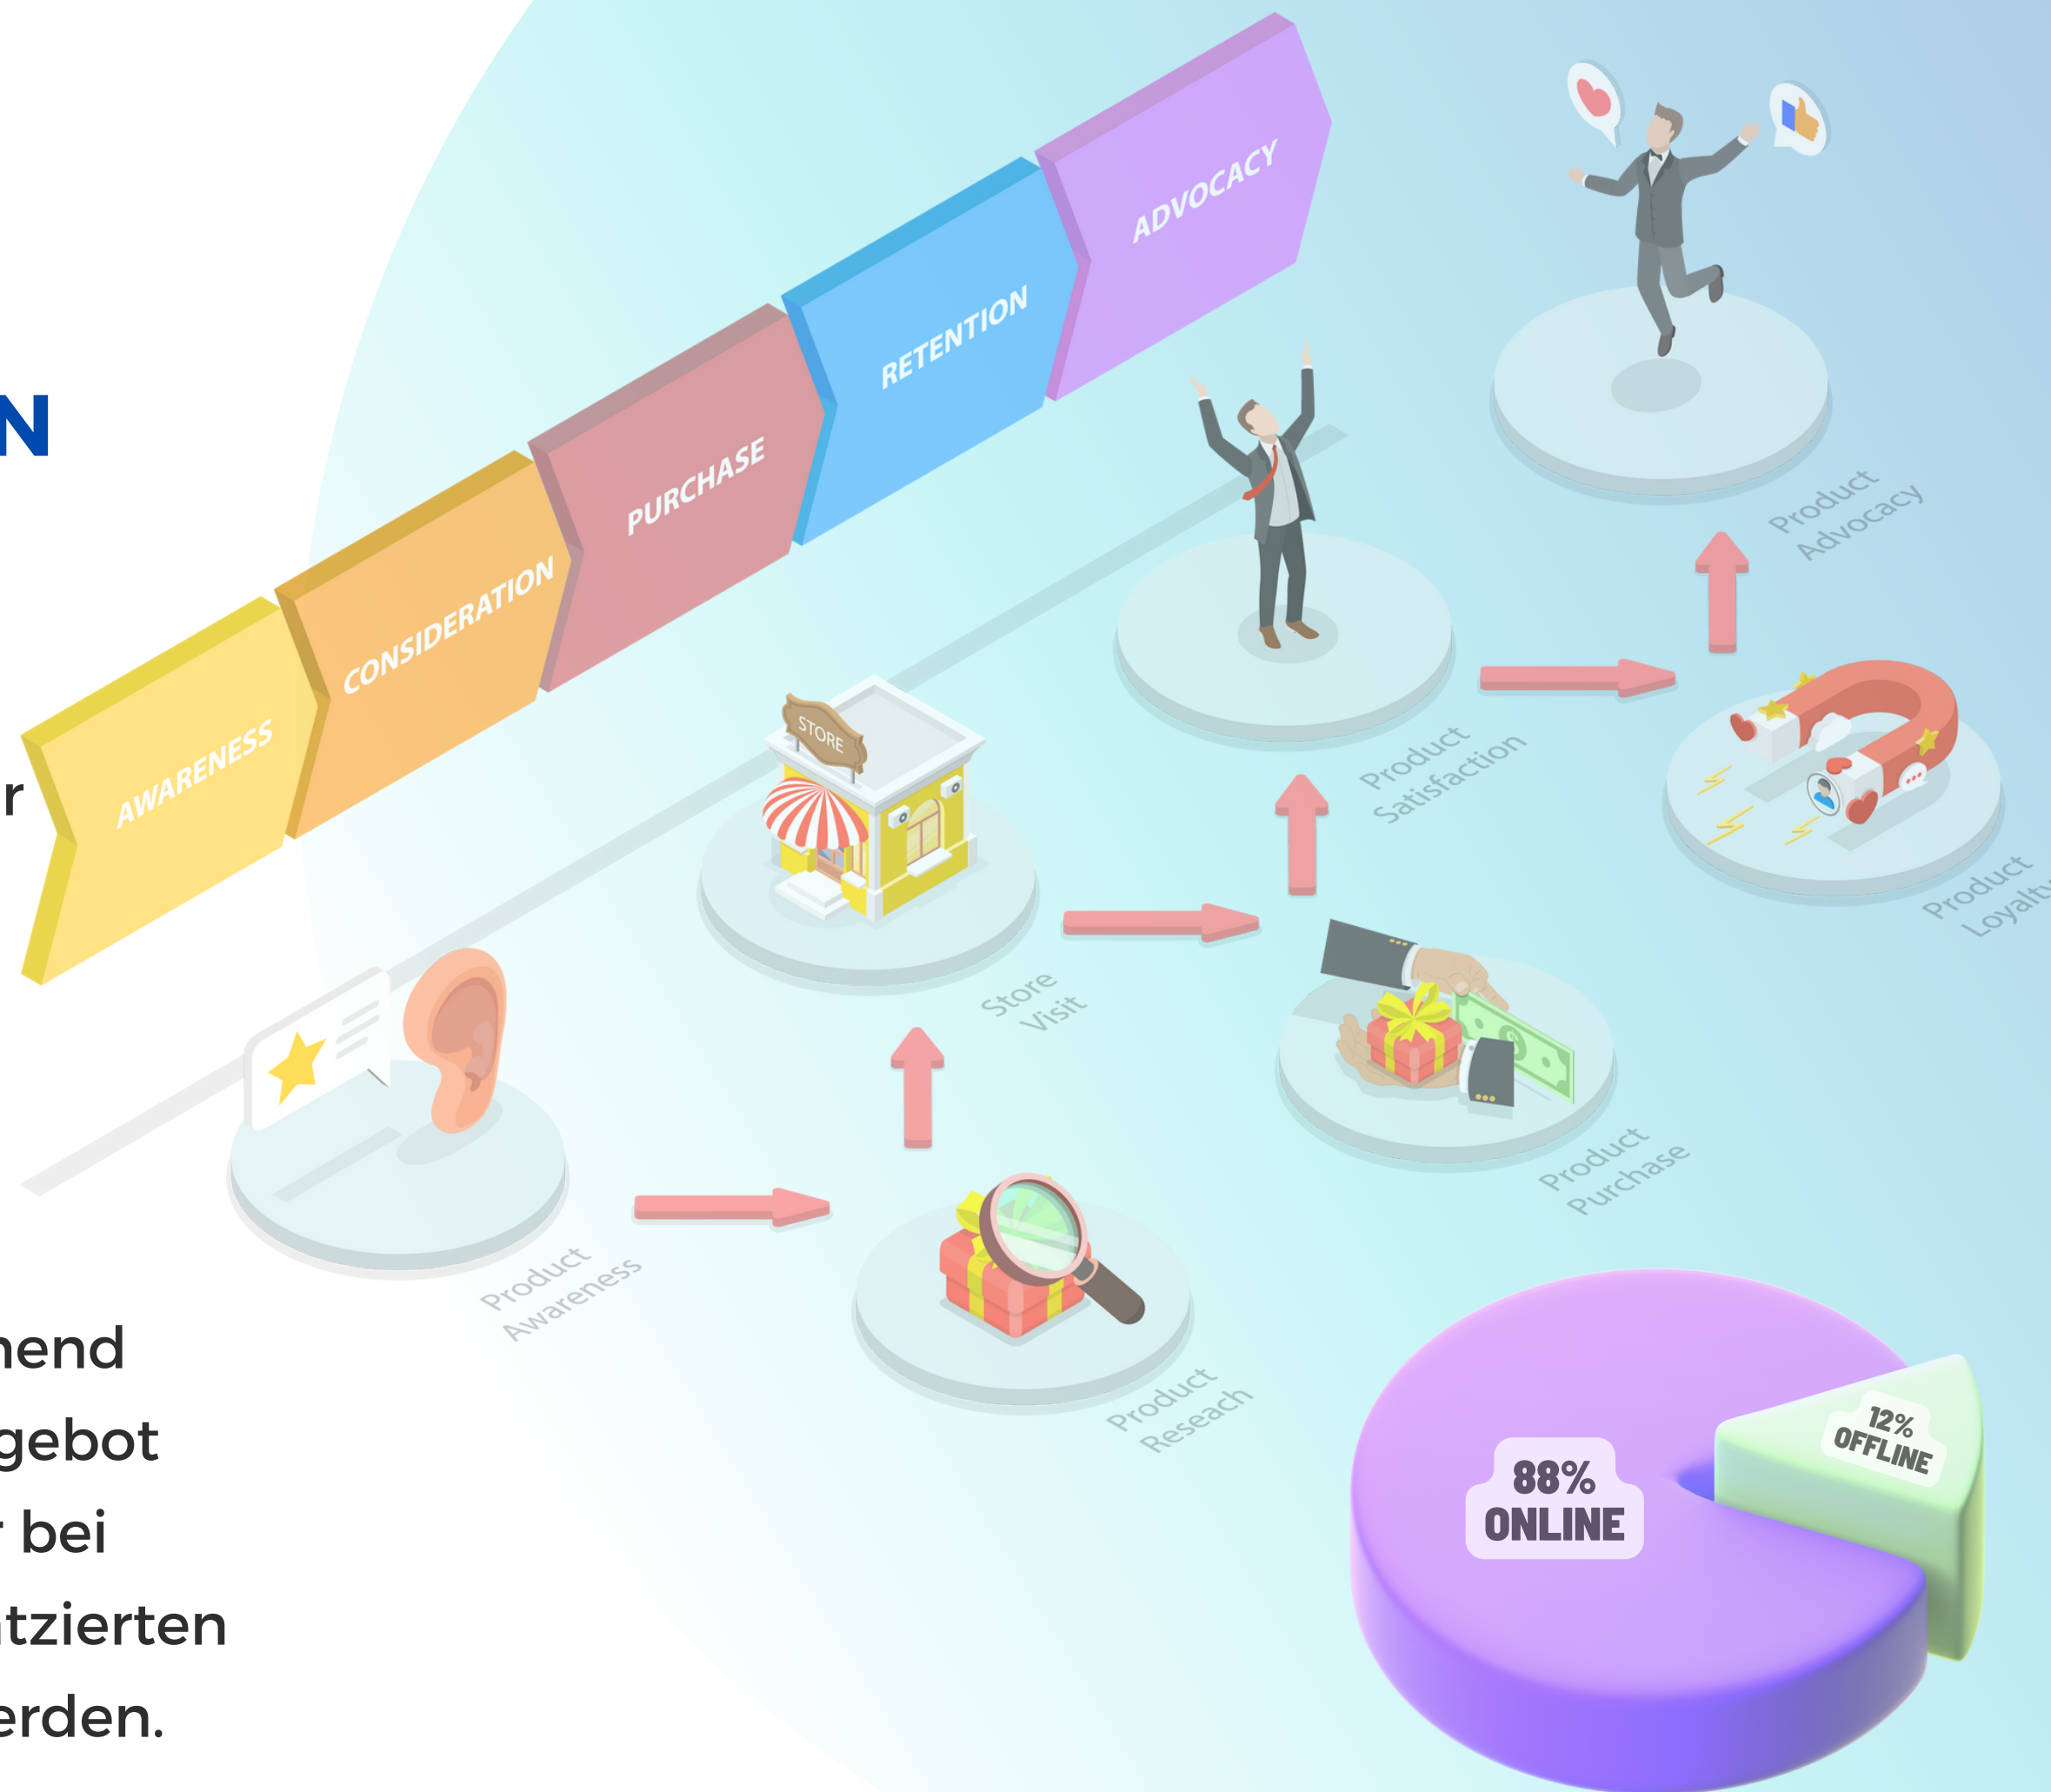 N
r
hend
gebot
r bei
atzierten
erden.
AWARENESS
CONSIDERATION
PURCHASE
RETENTION
ADVOCACY
STORE
Product
Awareness
Product
Reseach
Store
Visit
Product
Purchase
Product
Satisfaction
Product
Loyalty
Product
Advocacy
88%
ONLINE
12%
OFFLINE